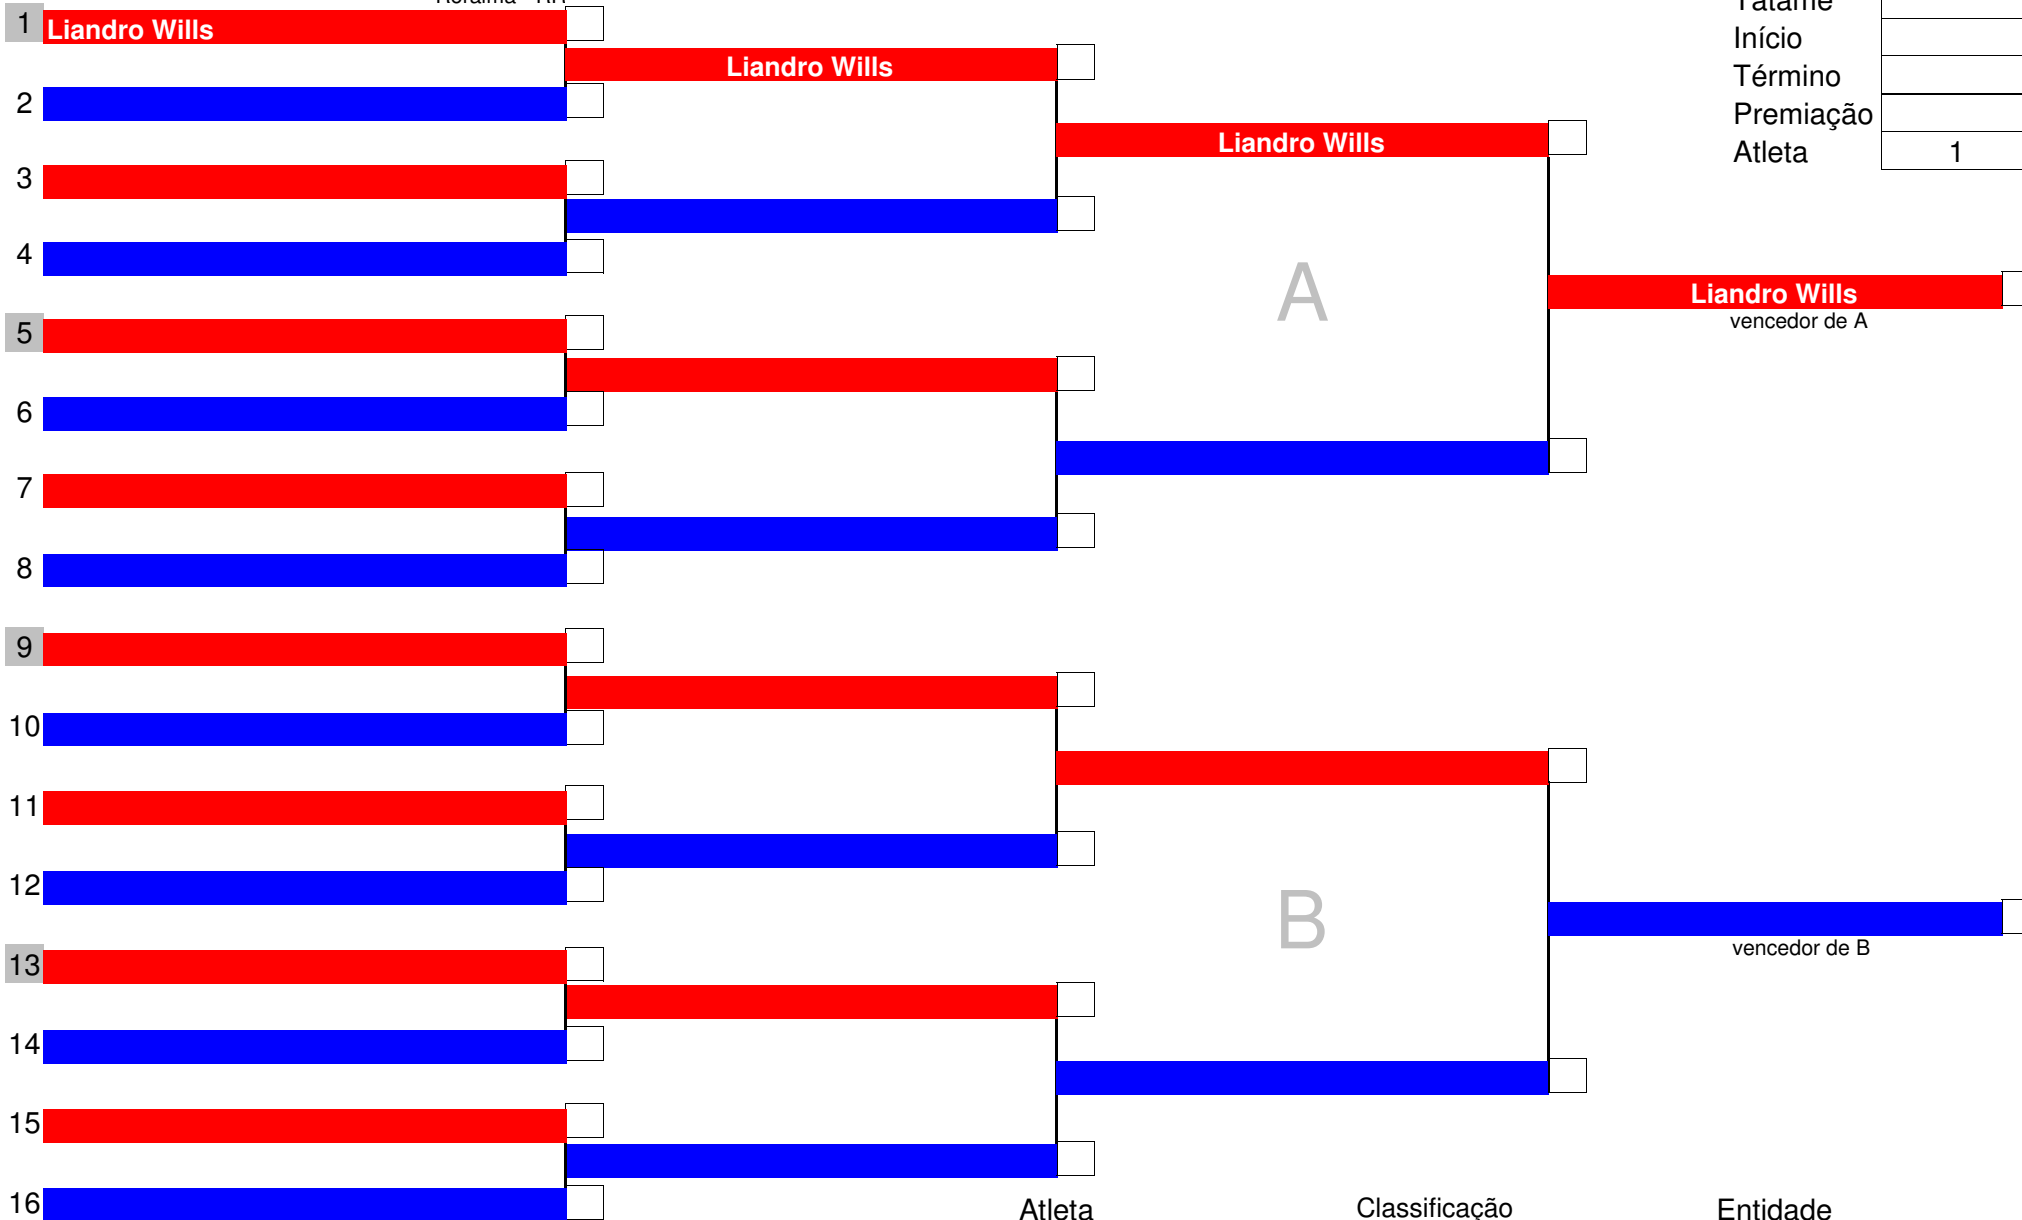 1 Liandro Wills
Liandro Wills
2
Liandro Wills
3
4
A
Liandro Wills
vencedor de A
5
6
7
8
9
10
11
12
B
vencedor de B
13
14
15
16
Tatame
Início
Término
Premiação
Atleta 1
Atleta Classificação Entidade